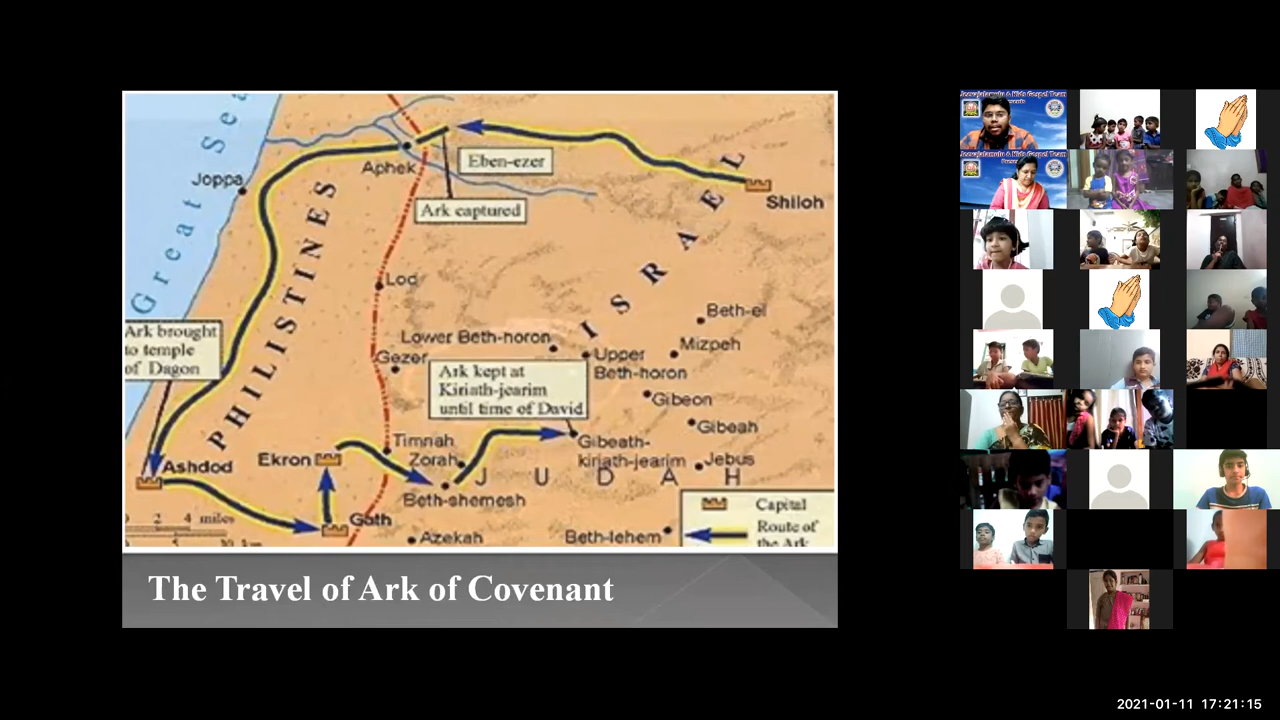 Great Sea
Aphek
Eben-ezer
Joppa
Ark captured
Shiloh
PHILISTINES
ISRAEL
Lod
Ark brought
to temple
of Dagon
Beth-el
Lower Beth-horon
Mizpeh
Upper
Beth-horon
Gezer
Ark kept at
Kiriath-jearim
until time of David
Gibeon
Gibeah
Timnah
Gibeath-
kiriath-jearim
Jebus
Ashdod
Ekron
Zorah
JUDAH
Beth-shemesh
Capital
Gath
Route of
the Ark
2 4 miles
Azekah
Beth-lehem
The Travel of Ark of Covenant
2021-01-11 17:21:15